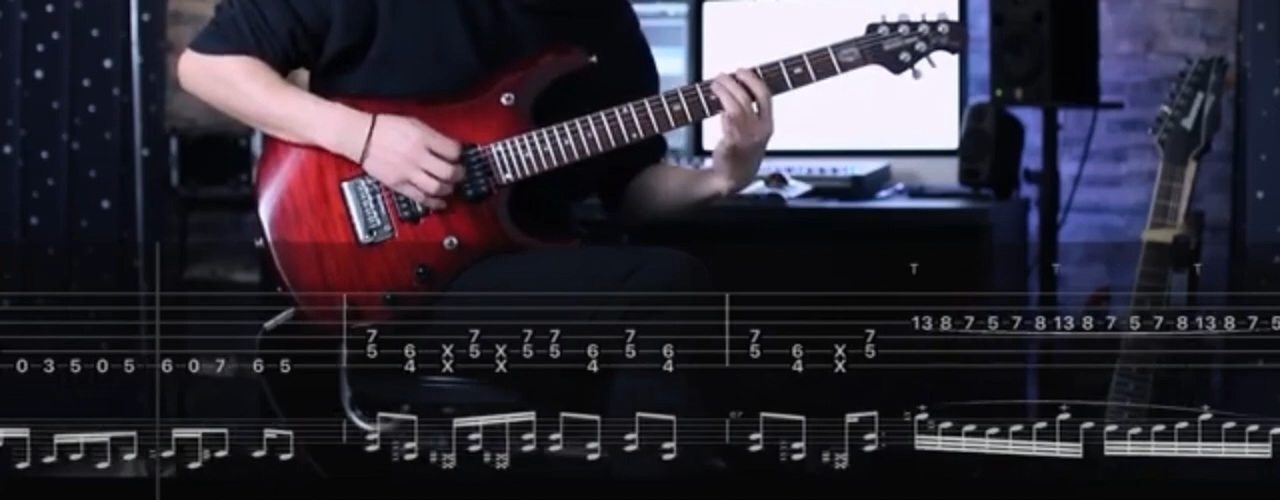 T T T
13 8 7 5 7 8 13 8 7 5 7 8 13 8 7 5
7 7 7 7 7 7 7
5 6 X 5 X 5 5 6 5 6 5 6 X 5
0 3 5 0 5 6 0 7 6 5 4 X X 4 4 4 X